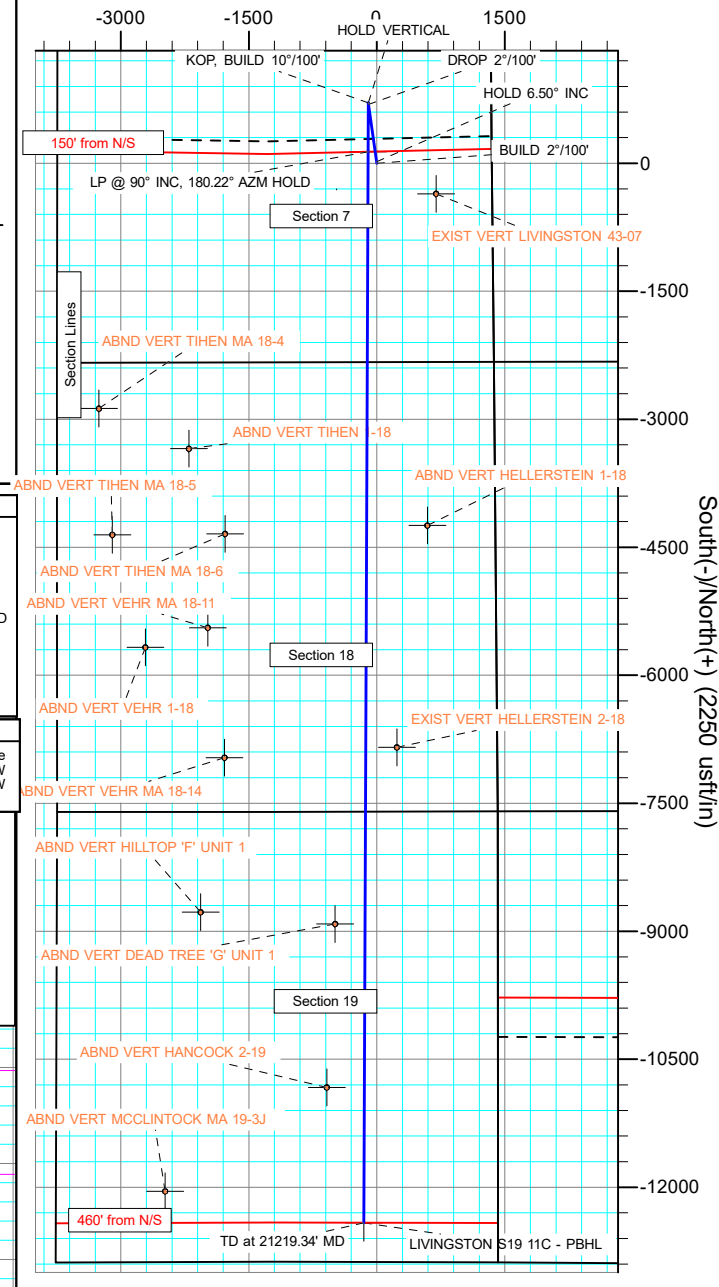 -3000 -1500 0 1500
HOLD VERTICAL
KOP, BUILD 10°/100'
DROP 2°/100'
HOLD 6.50° INC
150' from N/S
BUILD 2°/100'
0
LP @ 90° INC, 180.22° AZM HOLD
Section 7
EXIST VERT LIVINGSTON 43-07
-1500
Section Lines
ABND VERT TIHEN MA 18-4
-3000
ABND VERT TIHEN 1-18
ABND VERT HELLERSTEIN 1-18
ABND VERT TIHEN MA 18-5
-4500
ABND VERT TIHEN MA 18-6
ABND VERT VEHR MA 18-11
D
Section 18
-6000
ABND VERT VEHR 1-18
EXIST VERT HELLERSTEIN 2-18
e
W
W
ABND VERT VEHR MA 18-14
-7500
ABND VERT HILLTOP 'F' UNIT 1
-9000
ABND VERT DEAD TREE 'G' UNIT 1
Section 19
-10500
ABND VERT HANCOCK 2-19
ABND VERT MCCLINTOCK MA 19-3J
-12000
460' from N/S
TD at 21219.34' MD
LIVINGSTON S19 11C - PBHL
South(-)/North(+) (2250 usft/in)